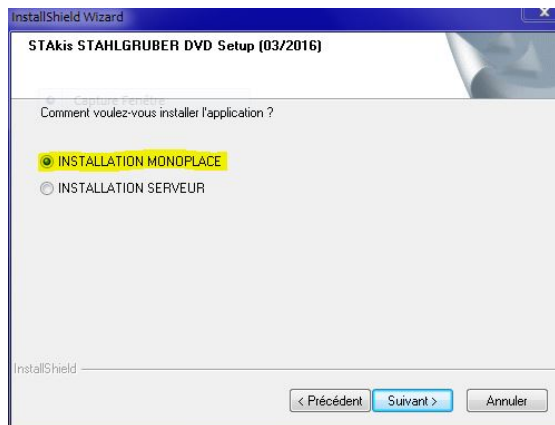 InstallShield Wizard
STAkis STAHLGRUBER DVD Setup (03/2016)
Capture Fenêtre
Comment voulez-vous installer l'application ?
INSTALLATION MONOPLACE
INSTALLATION SERVEUR
InstallShield
< Précédent
Suivant >
Annuler